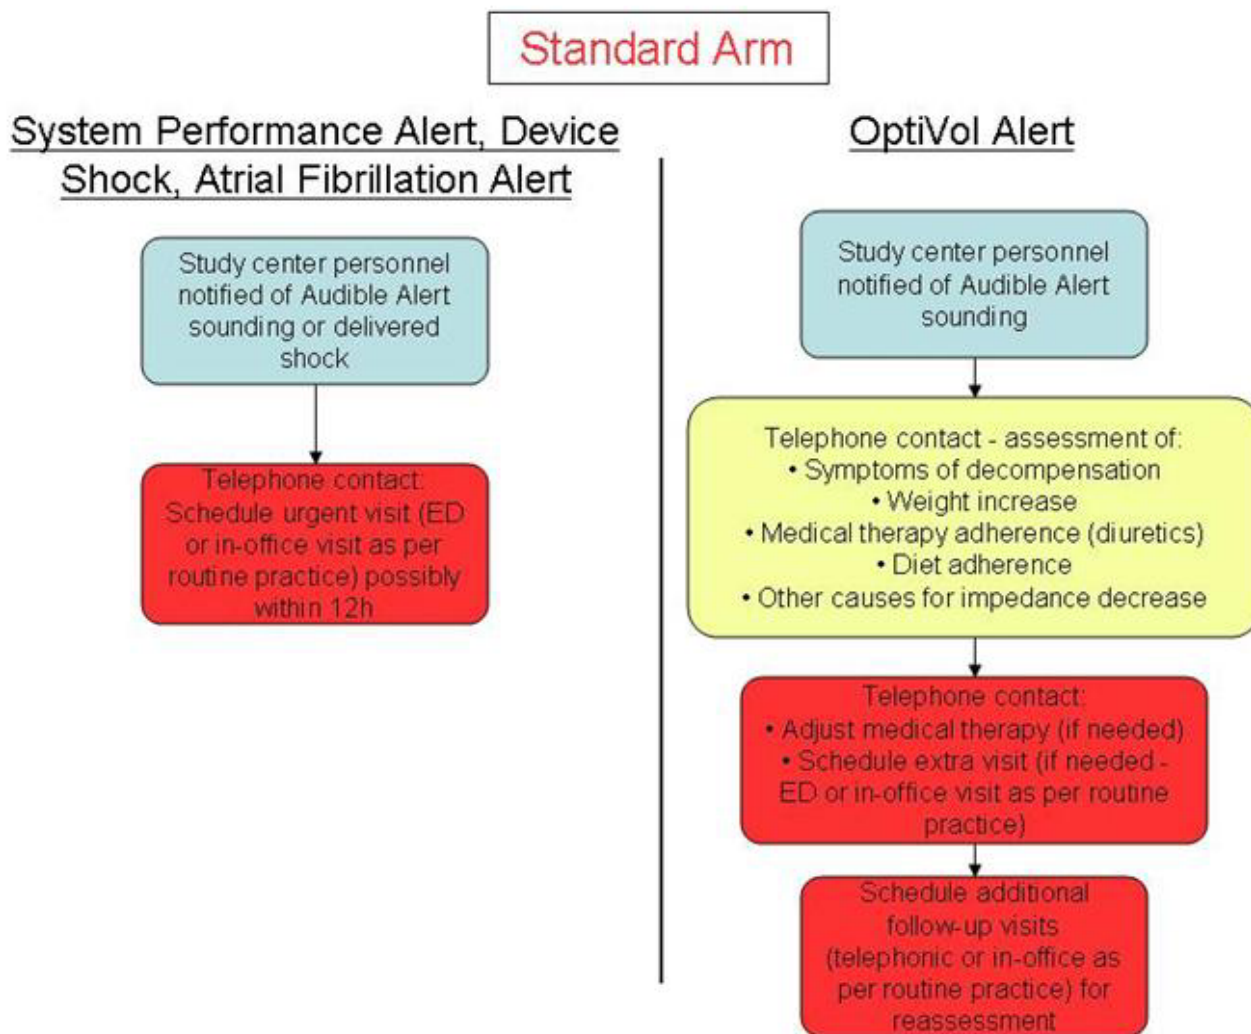 Standard Arm
System Performance Alert, Device
Shock, Atrial Fibrillation Alert
Study center personnel
notified of Audible Alert
sounding or delivered
shock
Telephone contact:
Schedule urgent visit (ED
or in-office visit as per
routine practice) possibly
within 12h
OptiVol Alert
Study center personnel
notified of Audible Alert
sounding
Telephone contact - assessment of:
• Symptoms of decompensation
• Weight increase
• Medical therapy adherence (diuretics)
• Diet adherence
• Other causes for impedance decrease
Telephone contact:
• Adjust medical therapy (if needed)
• Schedule extra visit (if needed -
ED or in-office visit as per routine
practice)
Schedule additional
follow-up visits
(telephonic or in-office as
per routine practice) for
reassessment